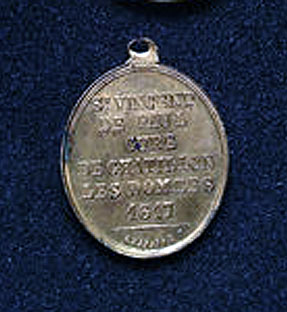 ST VINCENT
DE PAUL
CURE
DE CHATILLON
LES DOMBES
1617